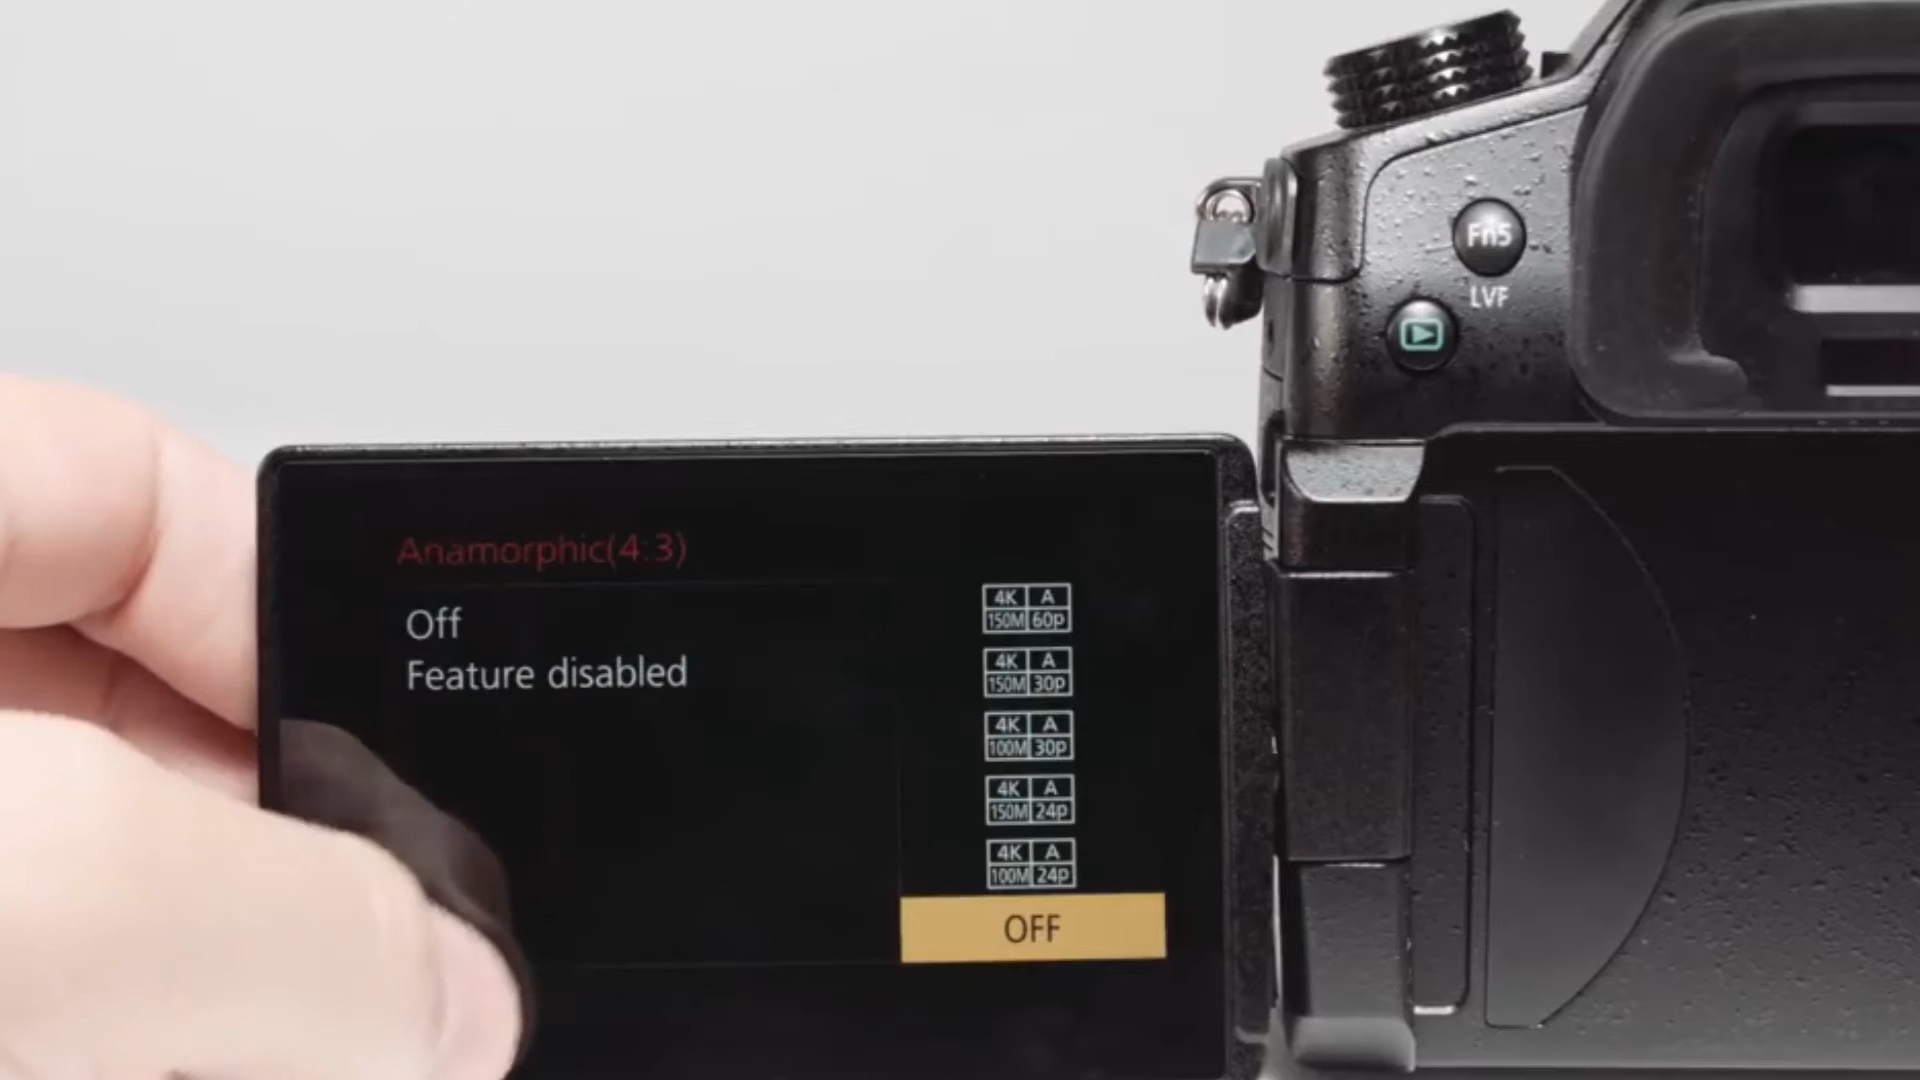 Fn5
LVF
Anamorphic(4:3)
Off
Feature disabled
4K A
150M 60p
4K A
150M 30p
4K A
100M 30p
4K A
150M 24p
4K A
100M 24p
OFF